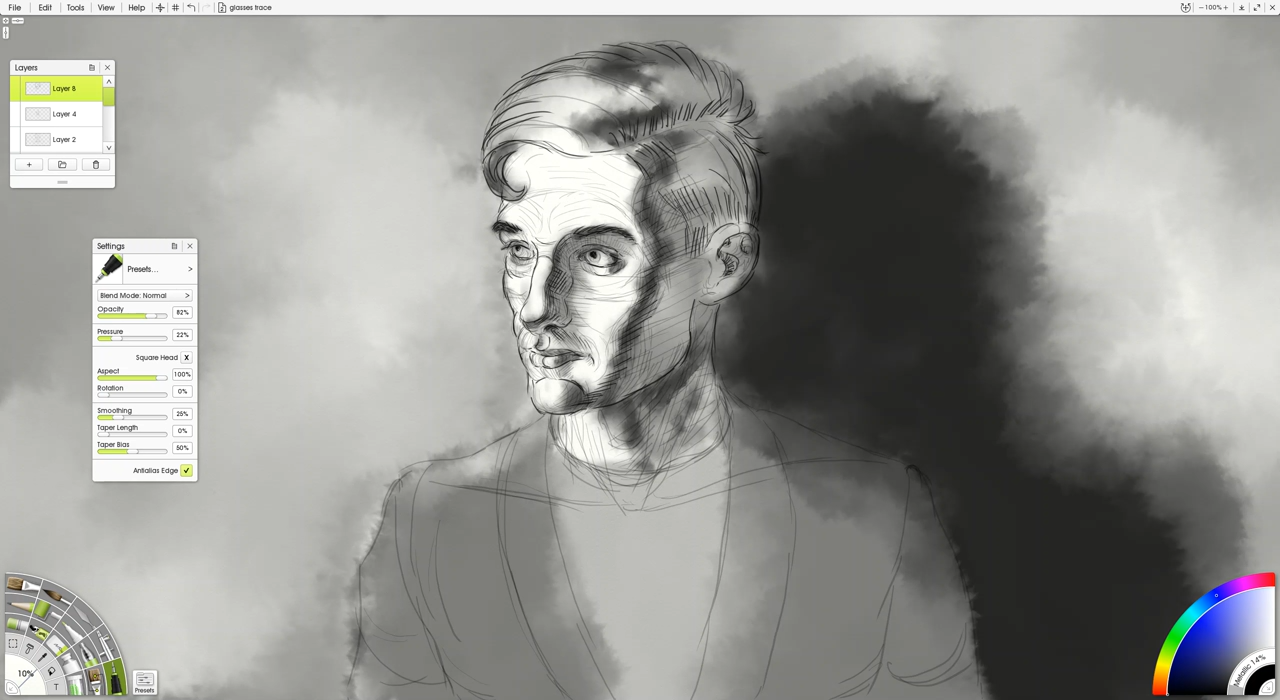 File Edit Tools View Help glasses trace −100%+
Layers
Layer 8
Layer 4
Layer 2
Settings
Presets...
Blend Mode: Normal
Opacity 82%
Pressure 22%
Square Head X
Aspect 100%
Rotation 0%
Smoothing 25%
Taper Length 0%
Taper Bias 50%
Antialias Edge
10%
T
Presets
Metallic 14%